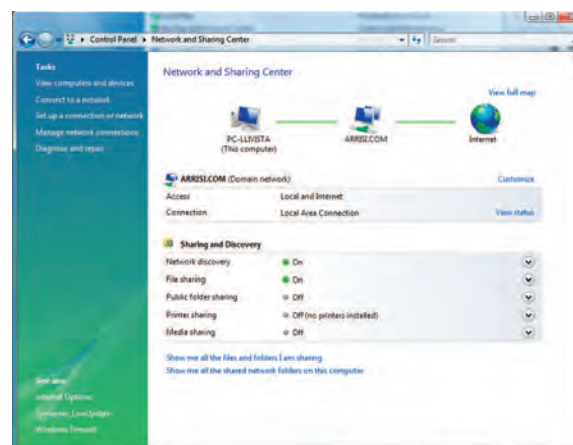 Control Panel ▸ Network and Sharing Center
Search
Tasks
View computers and devices
Connect to a network
Set up a connection or network
Manage network connections
Diagnose and repair
Network and Sharing Center
View full map
PC-LLIVISTA
(This computer)
ARRISI.COM
Internet
ARRISI.COM (Domain network)
Customize
Access Local and Internet
Connection Local Area Connection View status
Sharing and Discovery
Network discovery On
File sharing On
Public folder sharing Off
Printer sharing Off (no printers installed)
Media sharing Off
Show me all the files and folders I am sharing
Show me all the shared network folders on this computer
See also
Internet Options
Symantec LiveUpdate
Windows Firewall